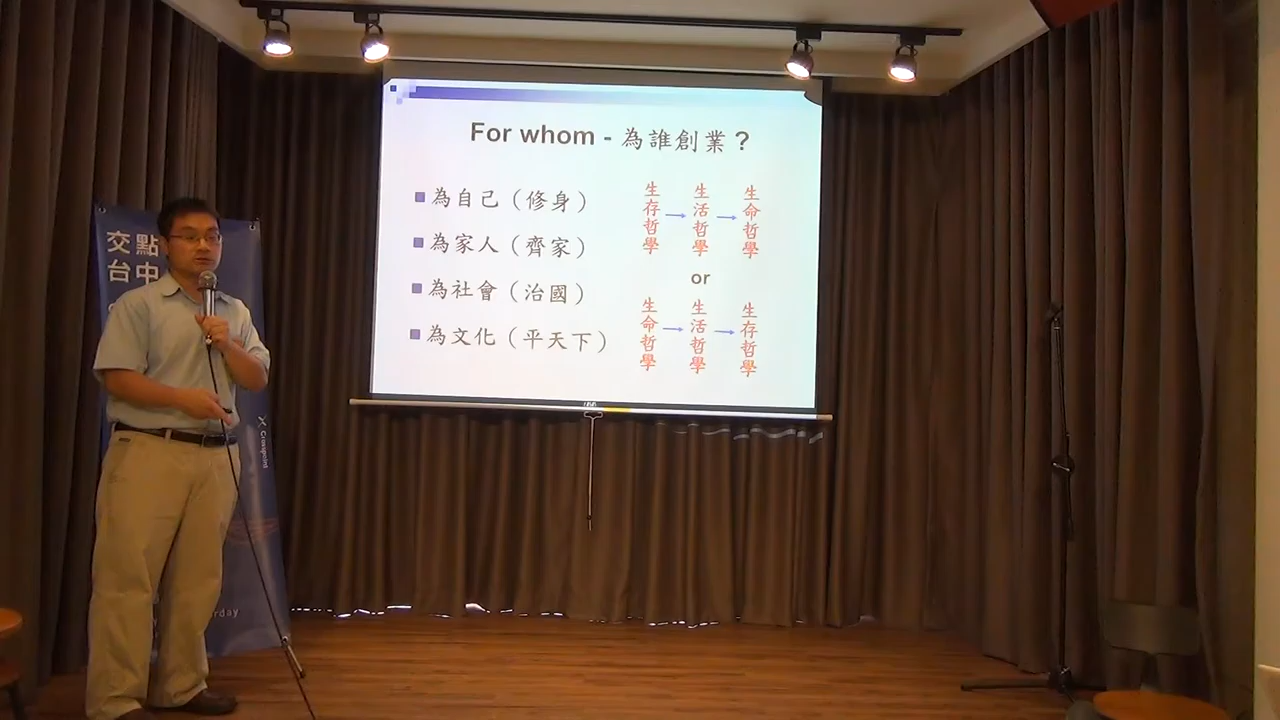 For whom - 為誰創業？
為自己（修身）
為家人（齊家）
為社會（治國）
為文化（平天下）
生存哲學→生活哲學→生命哲學
or
生命哲學→生活哲學→生存哲學
交點
台中
Crosspoint